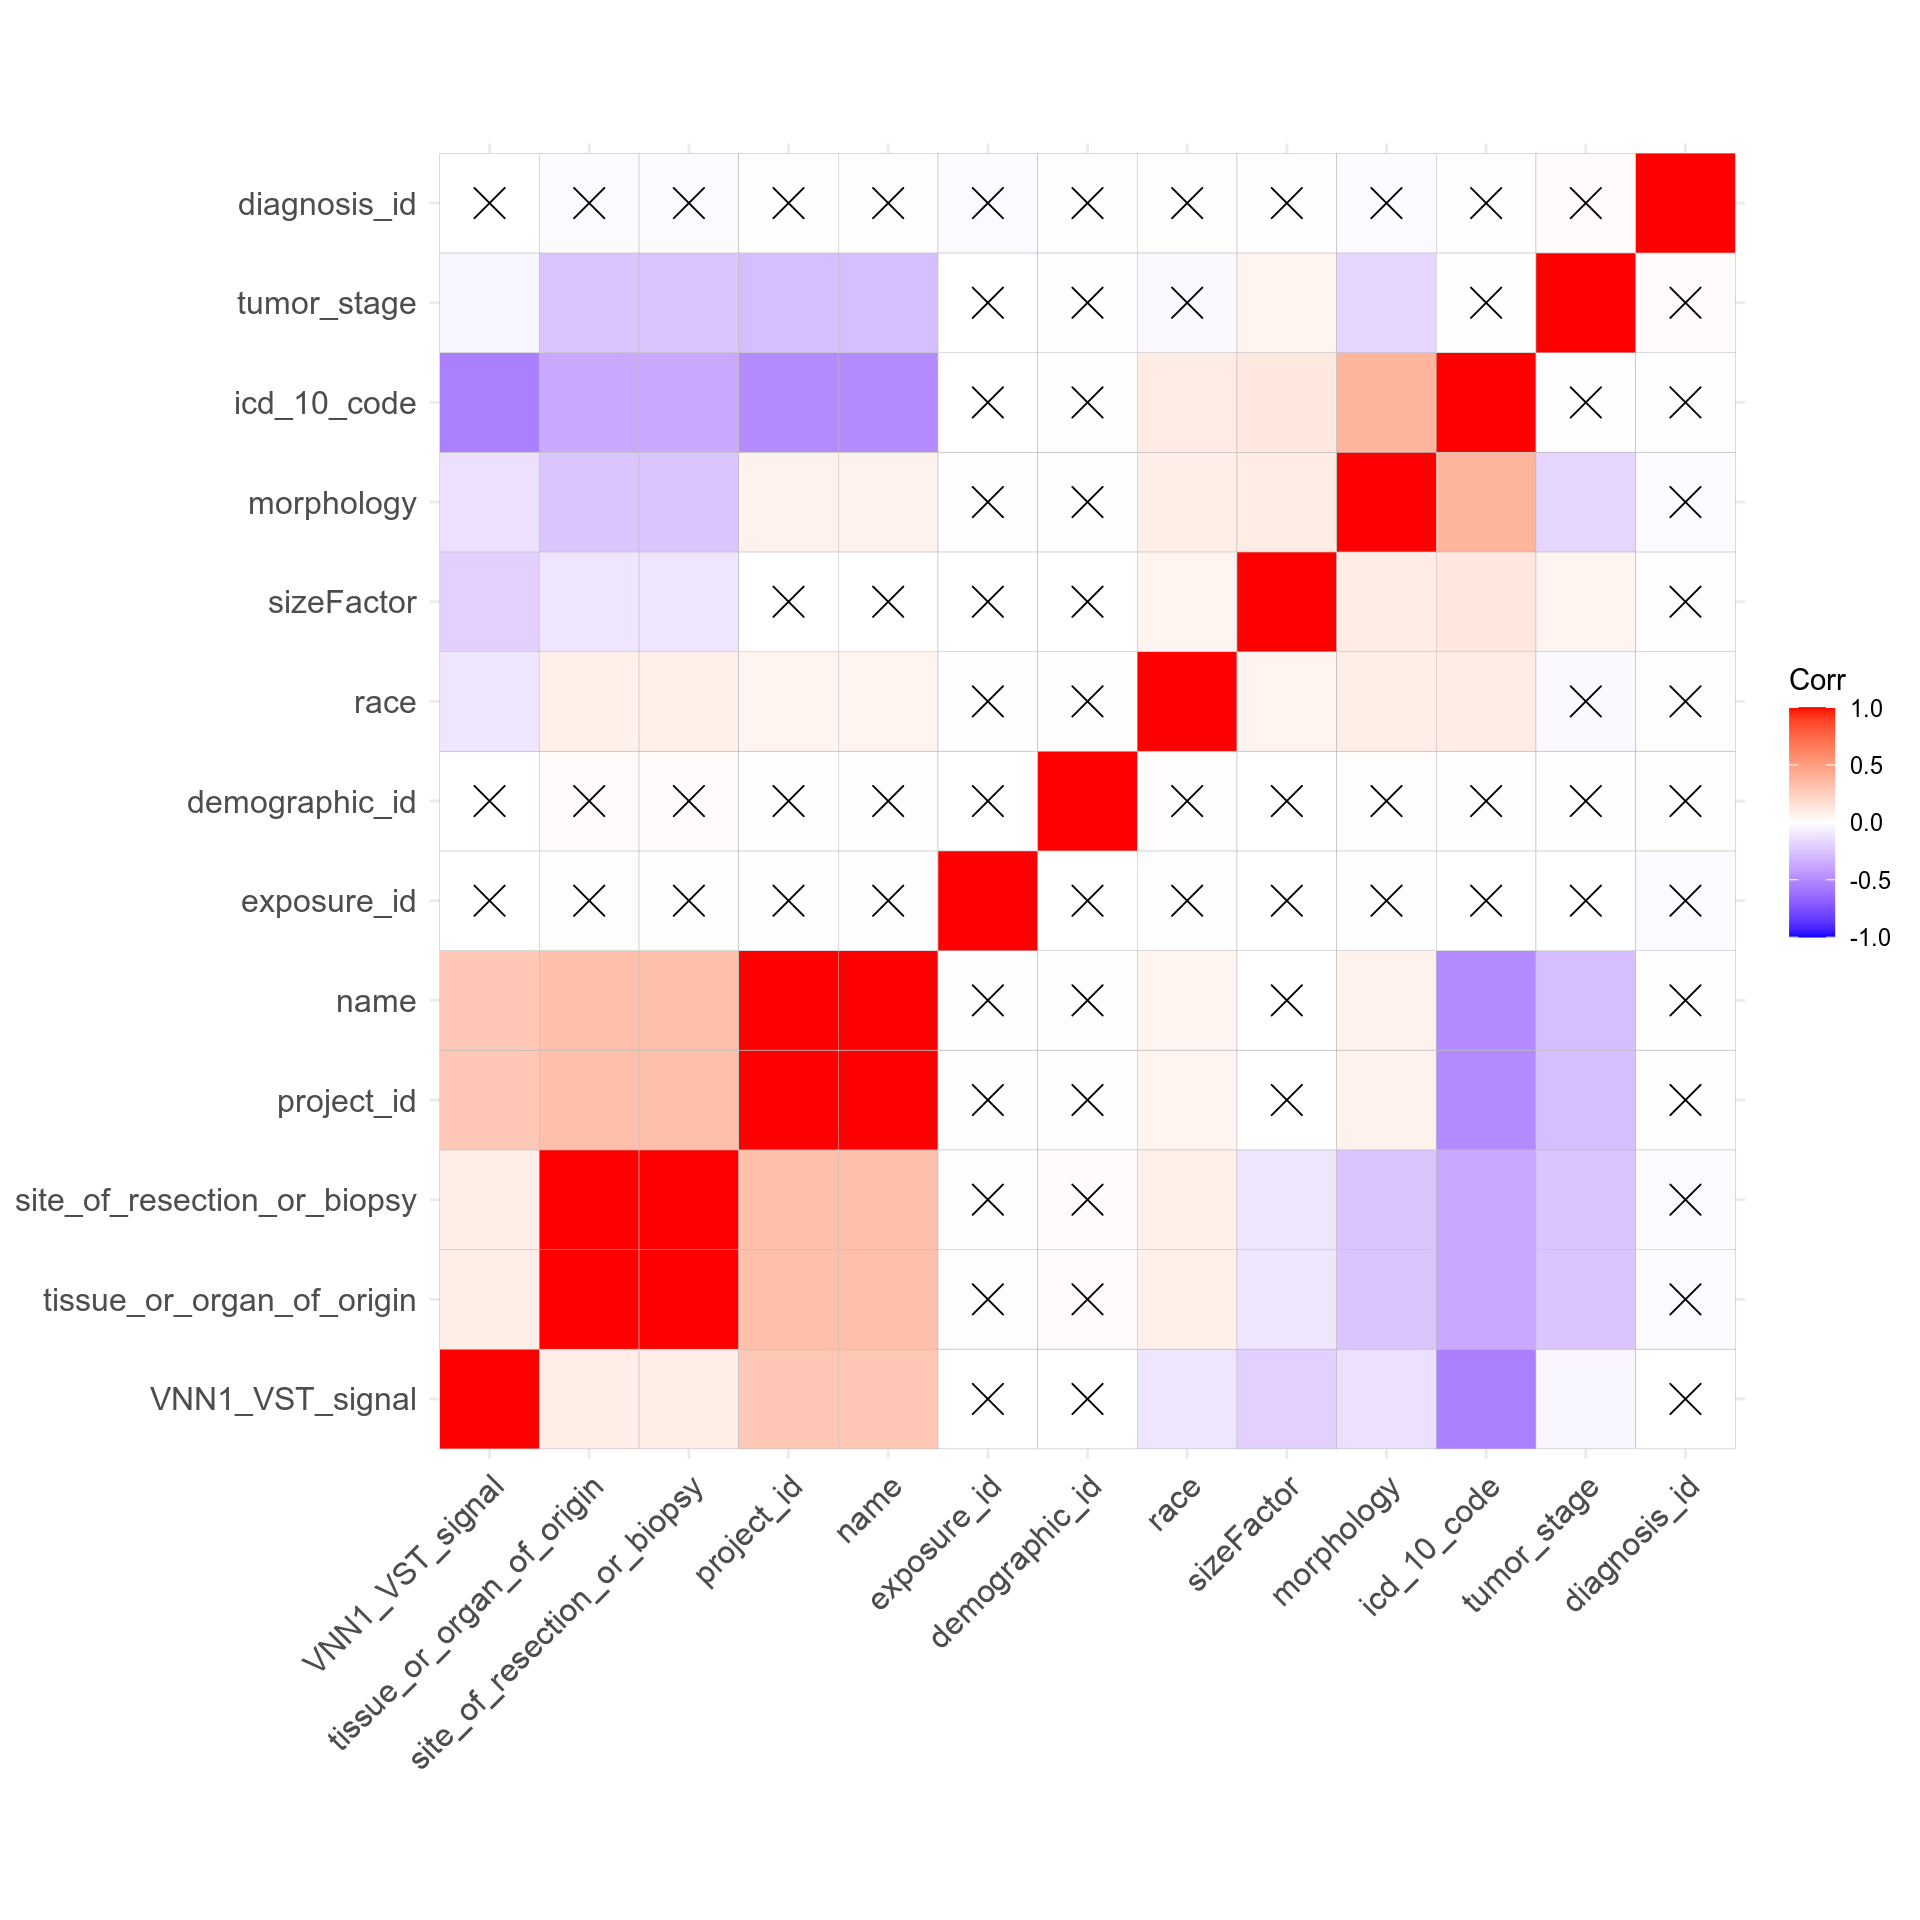 diagnosis_id
tumor_stage
icd_10_code
morphology
sizeFactor
race
demographic_id
exposure_id
name
project_id
site_of_resection_or_biopsy
tissue_or_organ_of_origin
VNN1_VST_signal
VNN1_VST_signal
tissue_or_organ_of_origin
site_of_resection_or_biopsy
project_id
name
exposure_id
demographic_id
race
sizeFactor
morphology
icd_10_code
tumor_stage
diagnosis_id
Corr
1.0
0.5
0.0
-0.5
-1.0